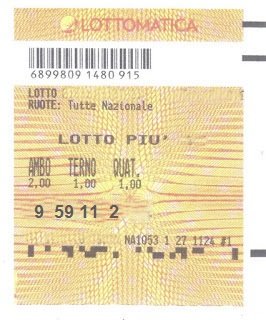 LOTTOMATICA
6899809 1480 915
LOTTO
RUOTE: Tutte Nazionale
LOTTO PIU'
AMBO TERNO QUAT.
2,00 1,00 1,00
9 59 11 2
NA1053 1 27 1124 #1